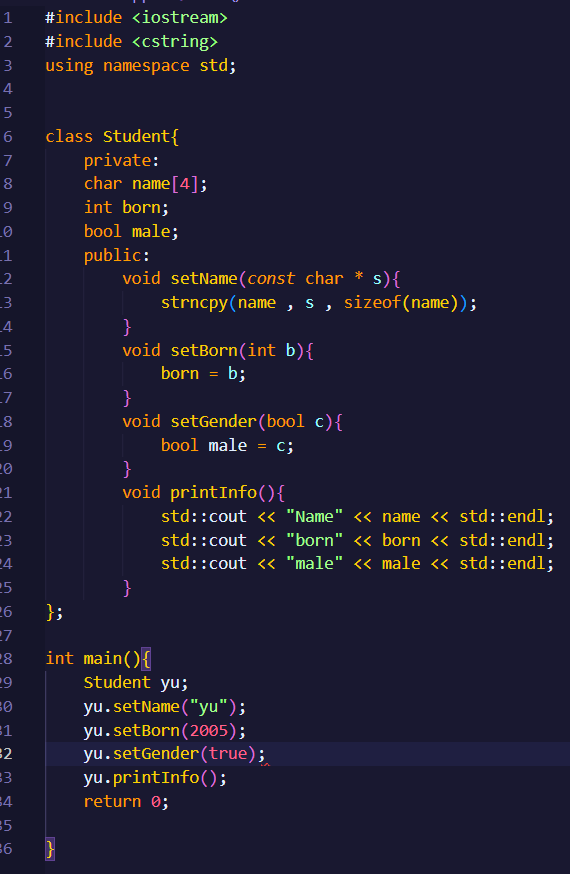 1 #include <iostream>
2 #include <cstring>
3 using namespace std;
4
5
6 class Student{
7 private:
8 char name[4];
9 int born;
10 bool male;
11 public:
12 void setName(const char * s){
13 strncpy(name , s , sizeof(name));
14 }
15 void setBorn(int b){
16 born = b;
17 }
18 void setGender(bool c){
19 bool male = c;
20 }
21 void printInfo(){
22 std::cout << "Name" << name << std::endl;
23 std::cout << "born" << born << std::endl;
24 std::cout << "male" << male << std::endl;
25 }
26 };
27
28 int main(){
29 Student yu;
30 yu.setName("yu");
31 yu.setBorn(2005);
32 yu.setGender(true);
33 yu.printInfo();
34 return 0;
35
36 }